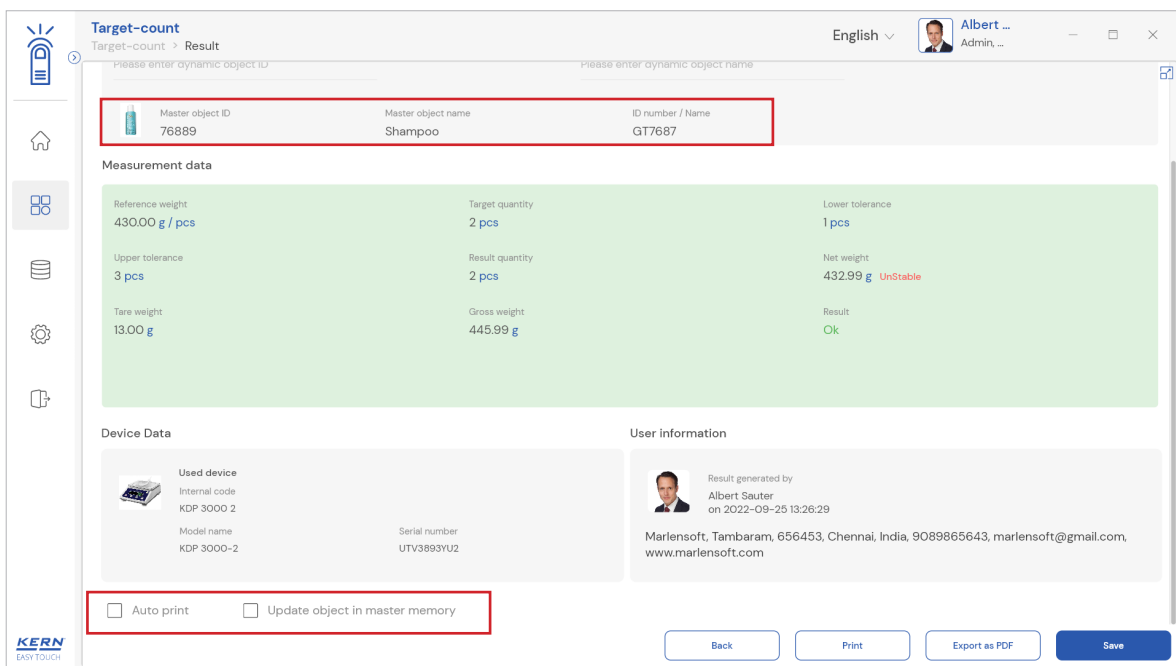 Target-count
Target-count > Result
English
Albert ...
Admin, ...
Please enter dynamic object ID
Please enter dynamic object name
Master object ID
Master object name
ID number / Name
76889
Shampoo
GT7687
Measurement data
Reference weight
Target quantity
Lower tolerance
430.00 g / pcs
2 pcs
1 pcs
Upper tolerance
Result quantity
Net weight
3 pcs
2 pcs
432.99 g UnStable
Tare weight
Gross weight
Result
13.00 g
445.99 g
Ok
Device Data
User information
Used device
Internal code
KDP 3000 2
Model name
Serial number
KDP 3000-2
UTV3893YU2
Result generated by
Albert Sauter
on 2022-09-25 13:26:29
Marlensoft, Tambaram, 656453, Chennai, India, 9089865643, marlensoft@gmail.com,
www.marlensoft.com
Auto print
Update object in master memory
KERN
EASY TOUCH
Back
Print
Export as PDF
Save